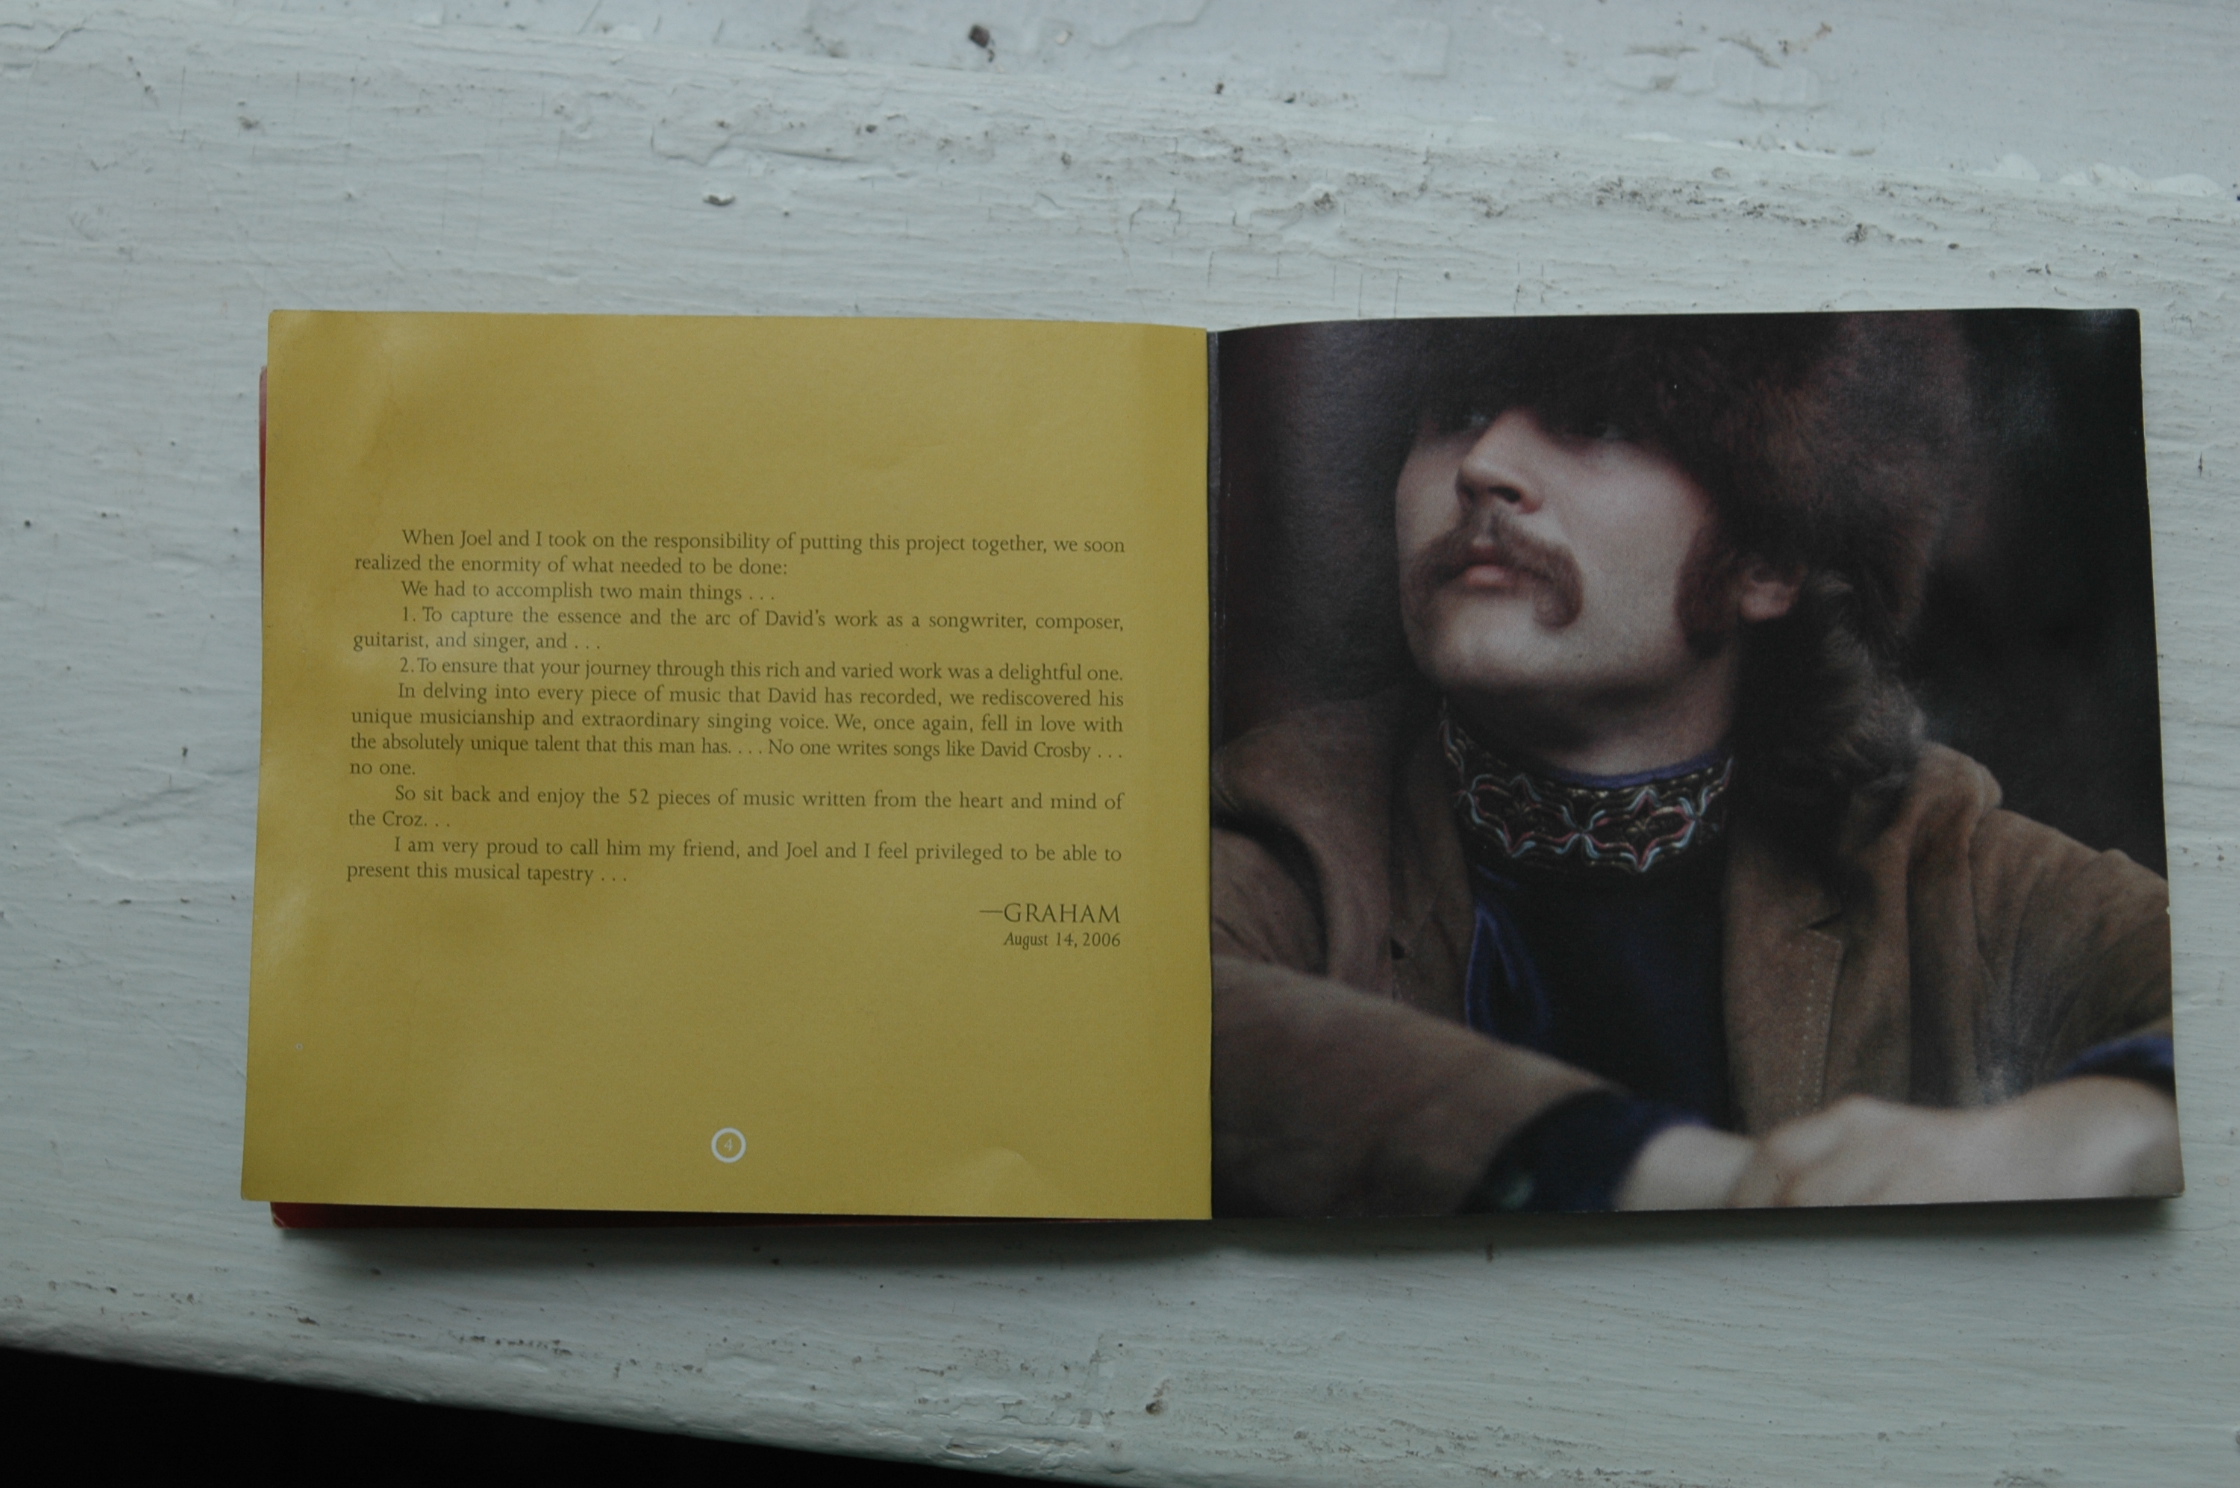 When Joel and I took on the responsibility of putting this project together, we soon
realized the enormity of what needed to be done:
We had to accomplish two main things . . .
1. To capture the essence and the arc of David's work as a songwriter, composer,
guitarist, and singer, and . . .
2. To ensure that your journey through this rich and varied work was a delightful one.
In delving into every piece of music that David has recorded, we rediscovered his
unique musicianship and extraordinary singing voice. We, once again, fell in love with
the absolutely unique talent that this man has. . . . No one writes songs like David Crosby . . .
no one.
So sit back and enjoy the 52 pieces of music written from the heart and mind of
the Croz. . .
I am very proud to call him my friend, and Joel and I feel privileged to be able to
present this musical tapestry . . .
—GRAHAM
August 14, 2006
4